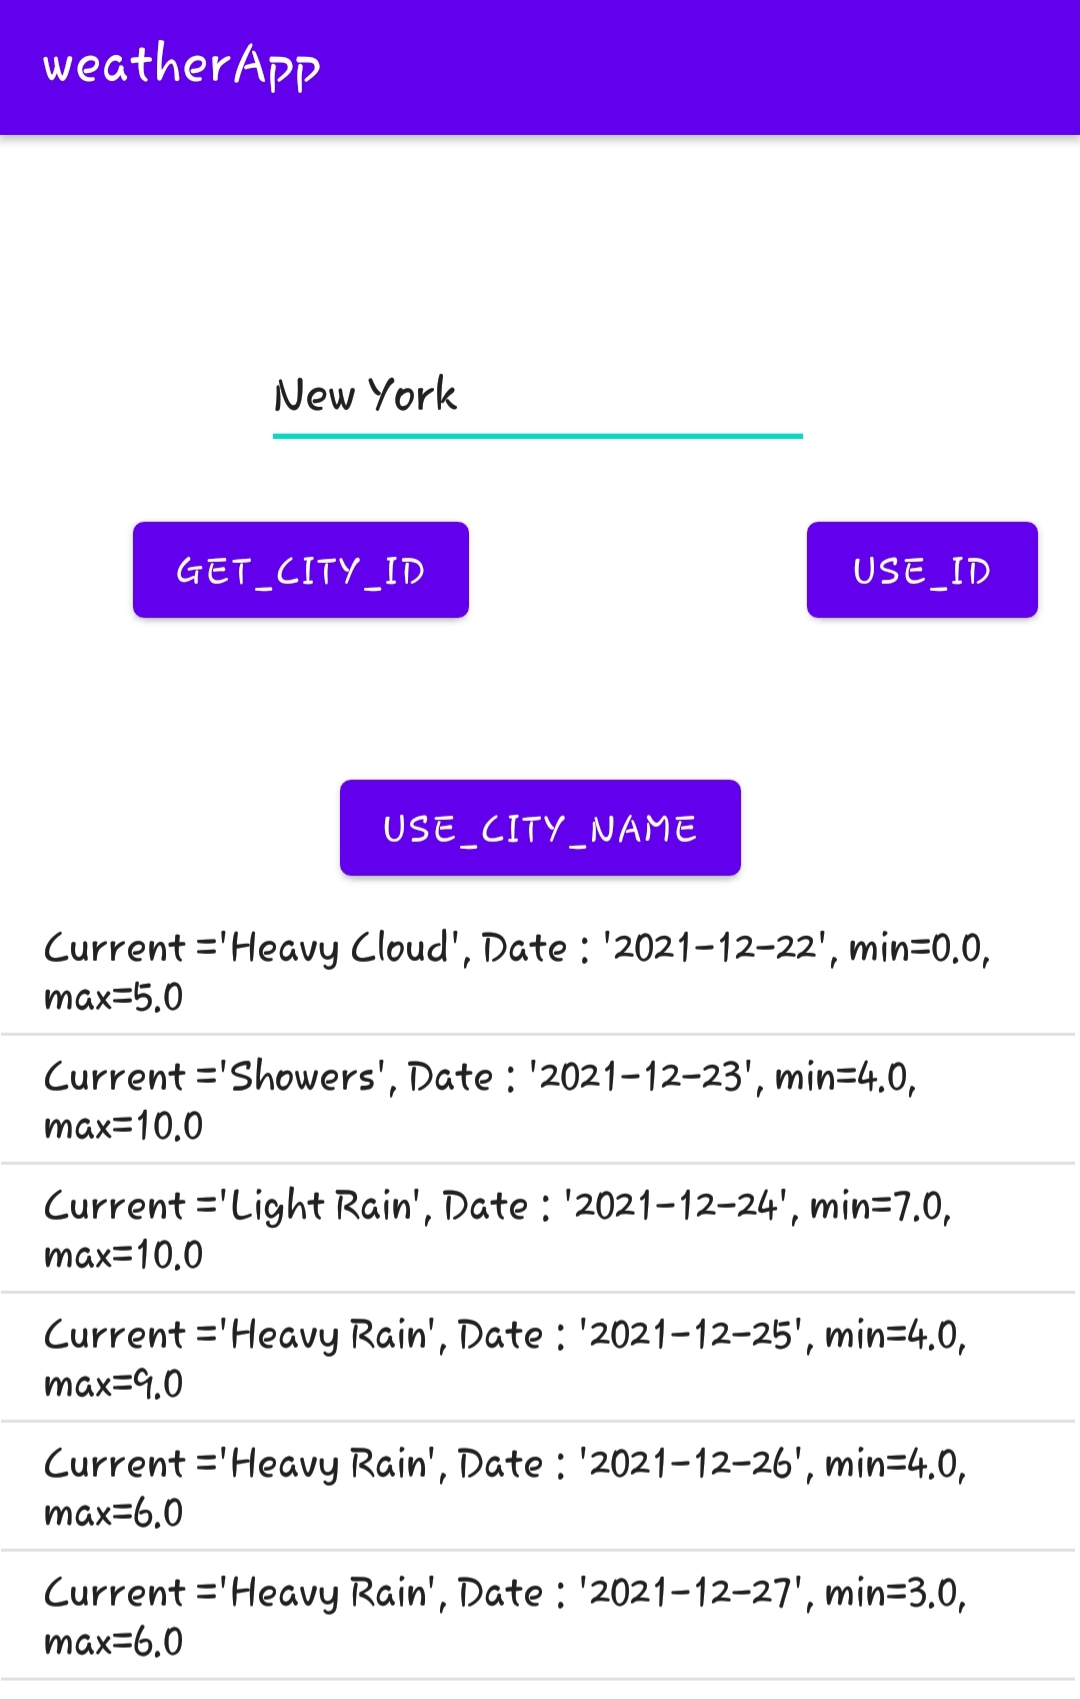 weatherApp
New York
GET_CITY_ID
USE_ID
USE_CITY_NAME
Current ='Heavy Cloud', Date : '2021-12-22', min=0.0,
max=5.0
Current ='Showers', Date : '2021-12-23', min=4.0,
max=10.0
Current ='Light Rain', Date : '2021-12-24', min=7.0,
max=10.0
Current ='Heavy Rain', Date : '2021-12-25', min=4.0,
max=9.0
Current ='Heavy Rain', Date : '2021-12-26', min=4.0,
max=6.0
Current ='Heavy Rain', Date : '2021-12-27', min=3.0,
max=6.0